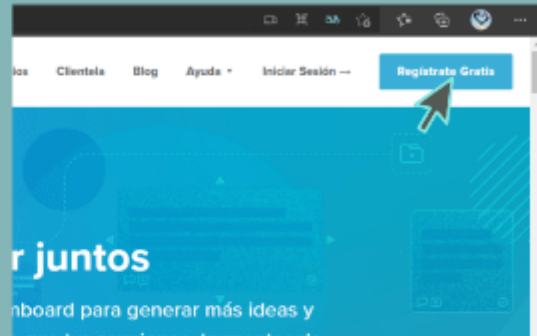 Clientela Blog Ayuda Iniciar Sesión → Regístrate Gratis
r juntos
nboard para generar más ideas y